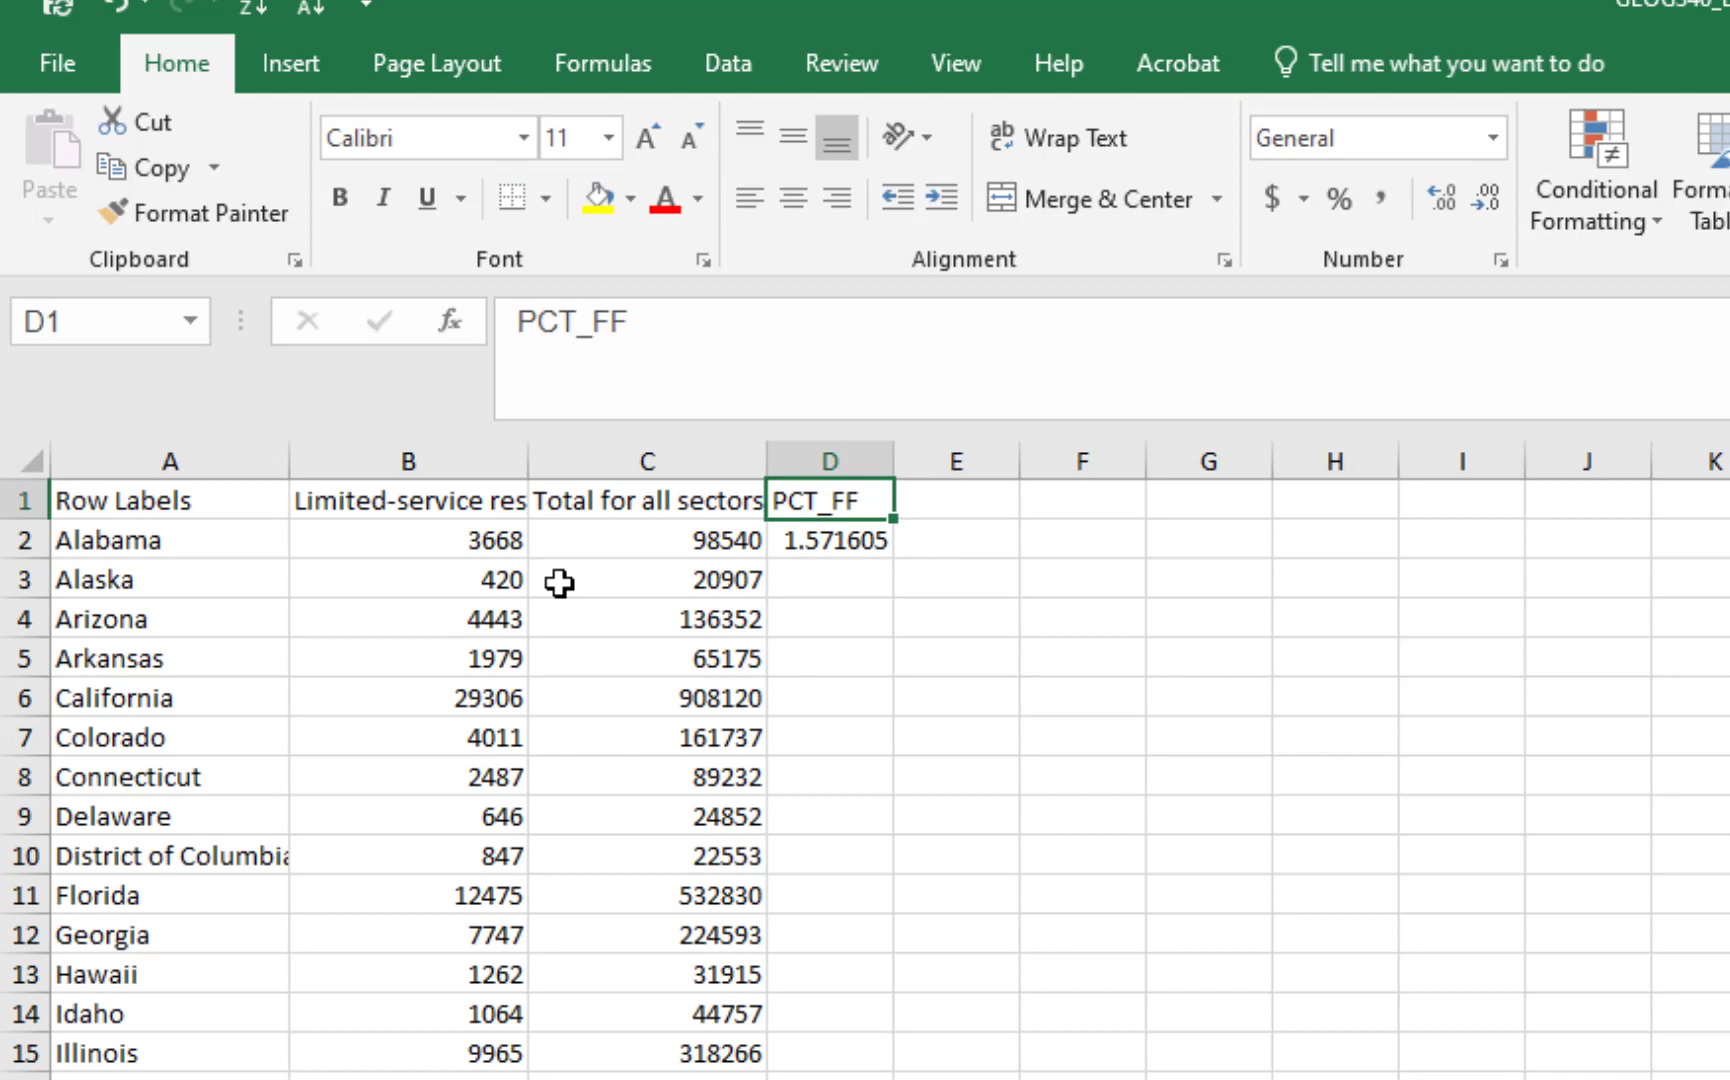 File Home Insert Page Layout Formulas Data Review View Help Acrobat Tell me what you want to do
Cut
Copy
Paste
Format Painter
Clipboard
Calibri 11 A A
B I U A
Font
ab Wrap Text
Merge & Center
Alignment
General
$ % ,
Number
Conditional
Formatting
D1 fx PCT_FF
A B C D E F G H I J K
1 Row Labels Limited-service res Total for all sectors PCT_FF
2 Alabama 3668 98540 1.571605
3 Alaska 420 20907
4 Arizona 4443 136352
5 Arkansas 1979 65175
6 California 29306 908120
7 Colorado 4011 161737
8 Connecticut 2487 89232
9 Delaware 646 24852
10 District of Columbia 847 22553
11 Florida 12475 532830
12 Georgia 7747 224593
13 Hawaii 1262 31915
14 Idaho 1064 44757
15 Illinois 9965 318266